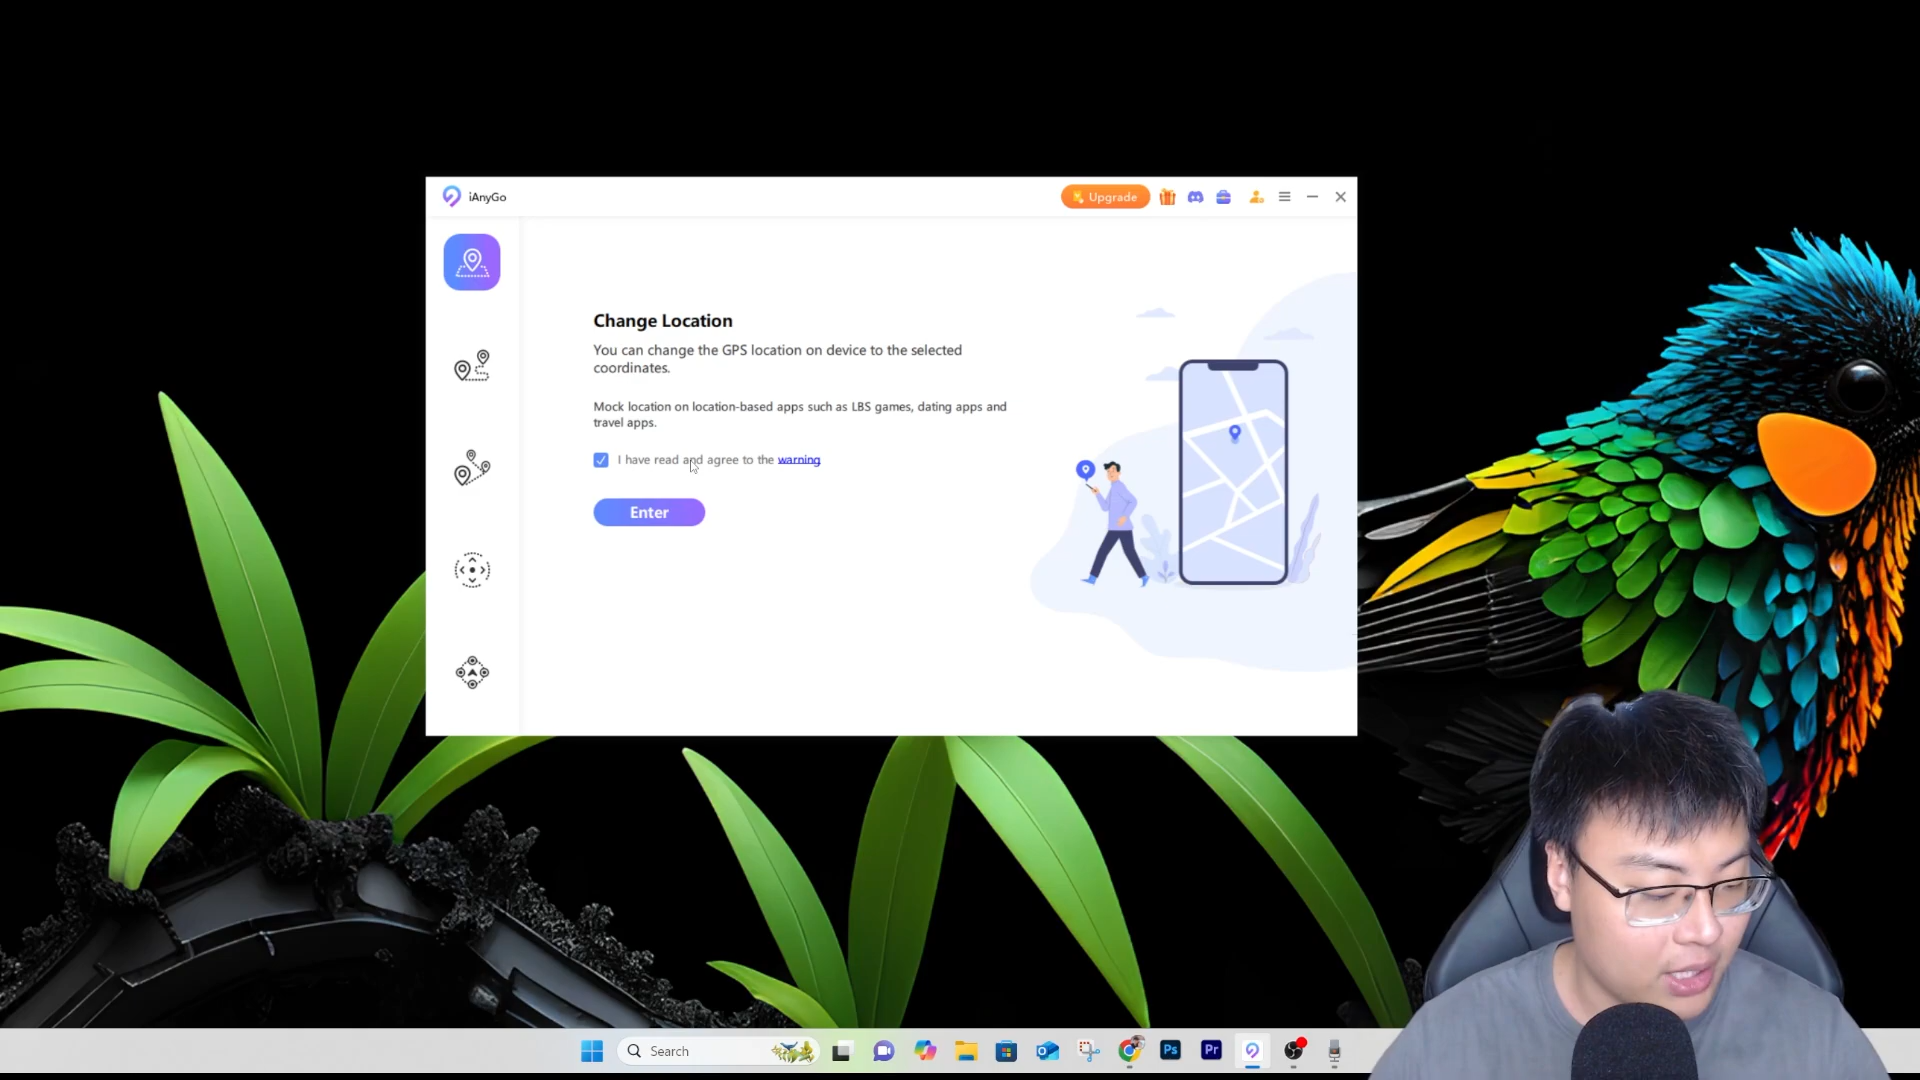 iAnyGo
Upgrade
Change Location
You can change the GPS location on device to the selected
coordinates.
Mock location on location-based apps such as LBS games, dating apps and
travel apps.
I have read and agree to the warning
Enter
Search
Ps
Pr